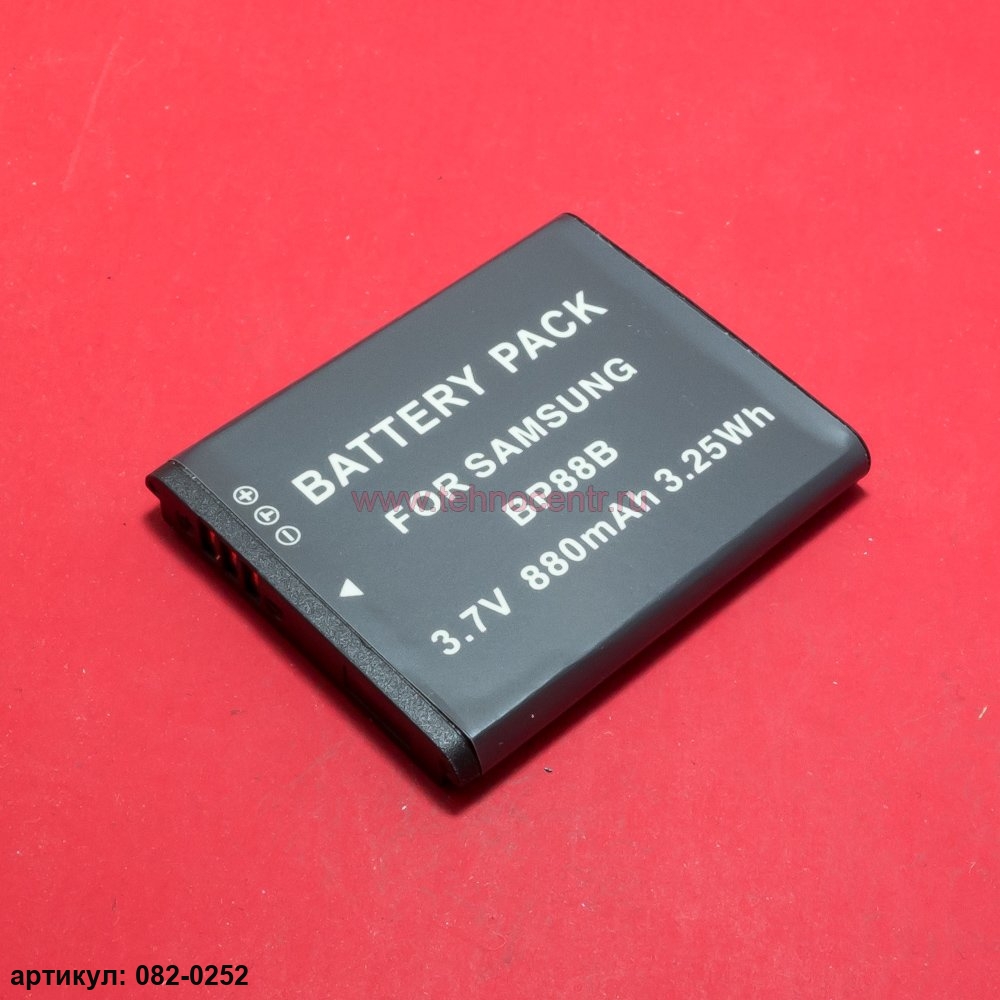 BATTERY PACK
FOR SAMSUNG
BP88B
3.7V 880mAh 3.25Wh
+
T
-
www.tehnocentr.ru
артикул: 082-0252